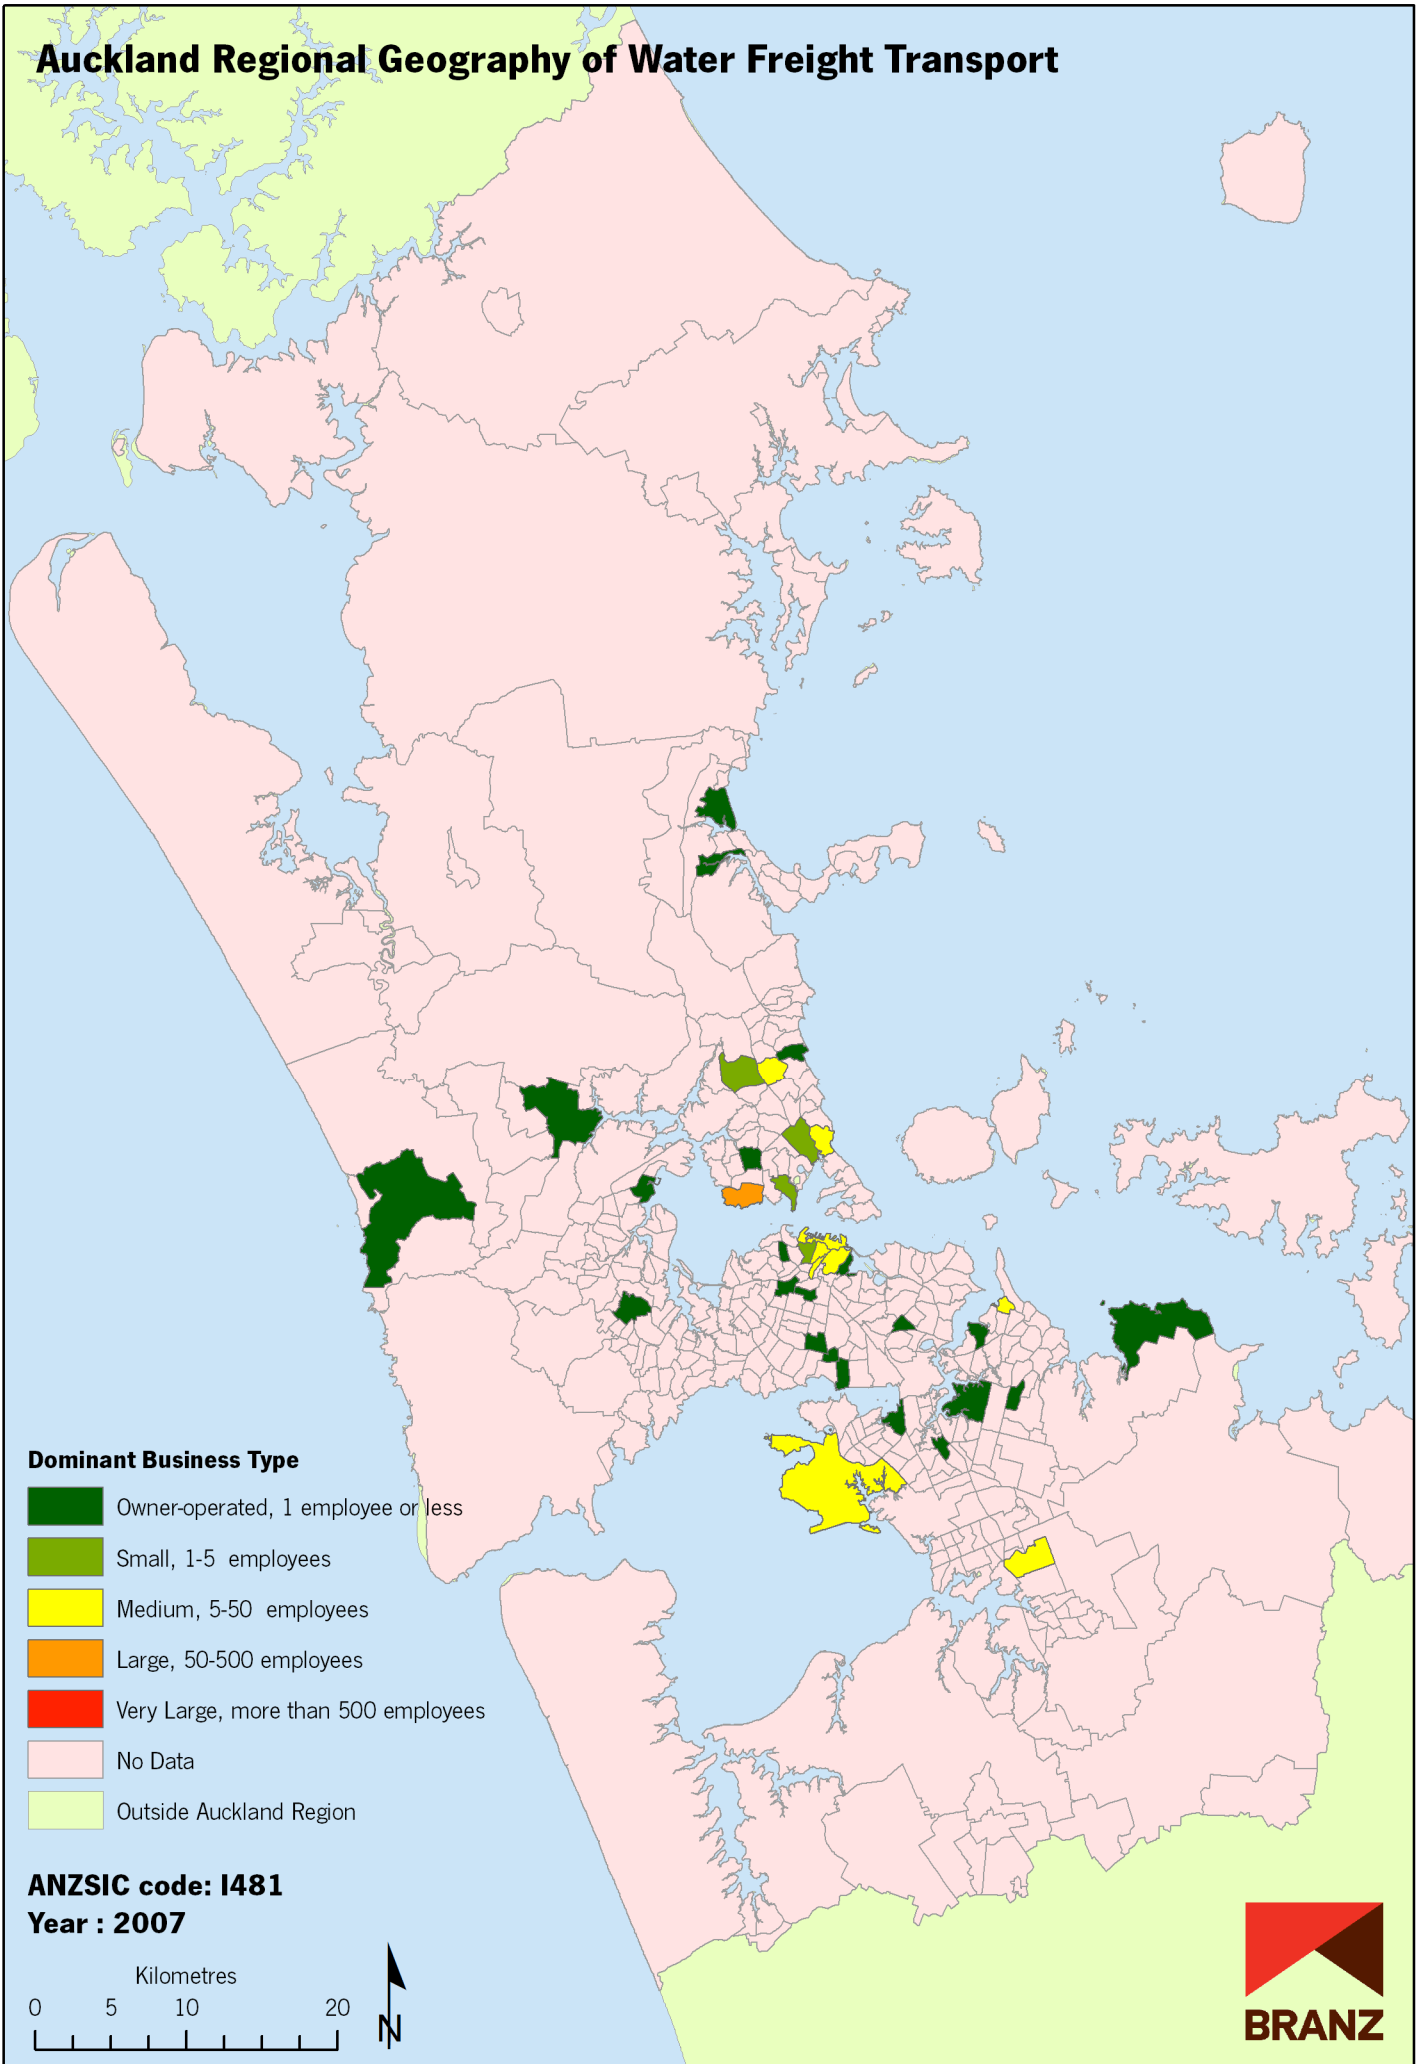 Auckland Regional Geography of Water Freight Transport
Dominant Business Type
Owner-operated, 1 employee or less
Small, 1-5 employees
Medium, 5-50 employees
Large, 50-500 employees
Very Large, more than 500 employees
No Data
Outside Auckland Region
ANZSIC code: I481
Year : 2007
Kilometres
0 5 10 20
N
BRANZ